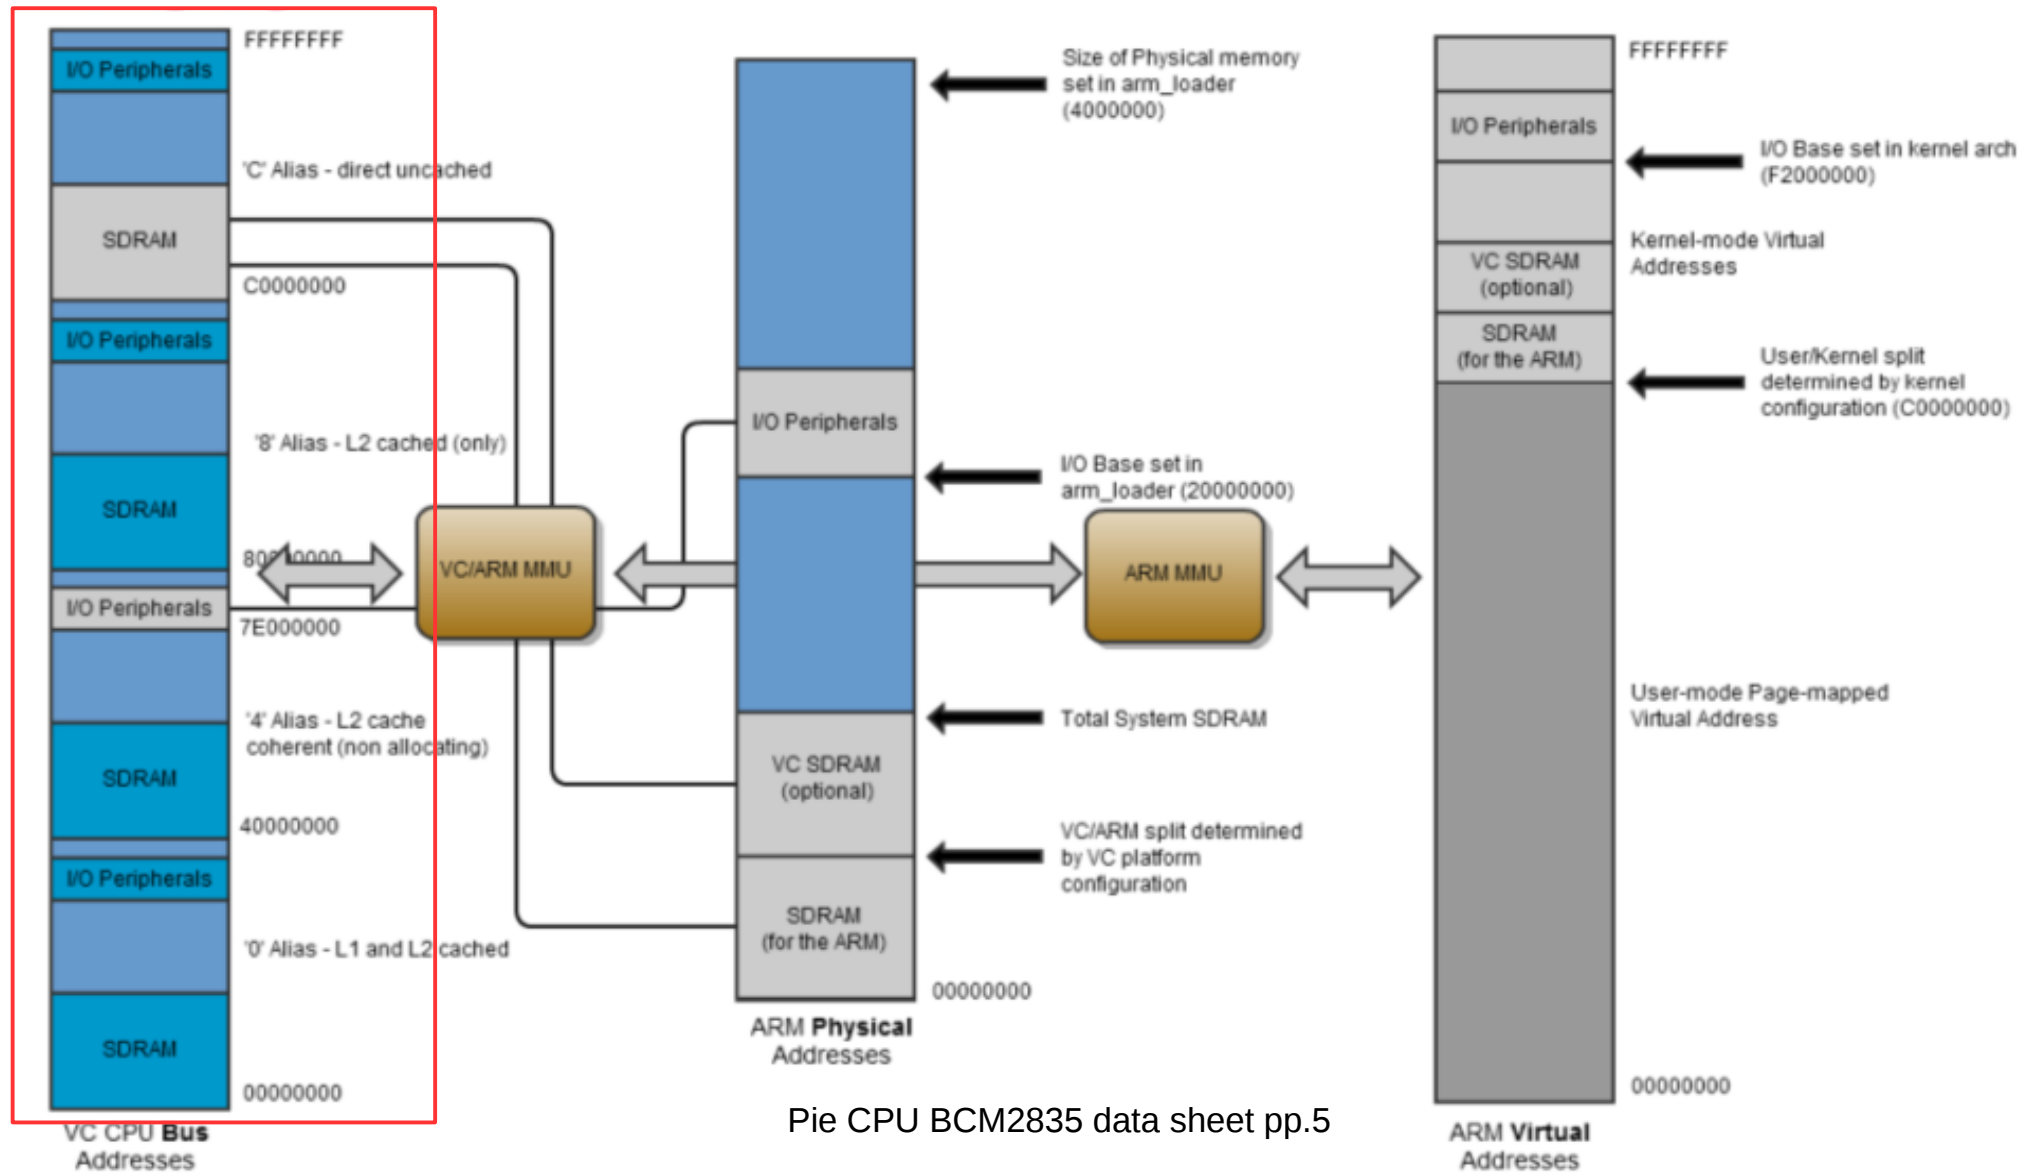 FFFFFFFF
I/O Peripherals
'C' Alias - direct uncached
SDRAM
C0000000
I/O Peripherals
'8' Alias - L2 cached (only)
SDRAM
I/O Peripherals
7E000000
'4' Alias - L2 cache
coherent (non allocating)
SDRAM
40000000
I/O Peripherals
'0' Alias - L1 and L2 cached
SDRAM
00000000
VC CPU Bus
Addresses
VC/ARM MMU
Size of Physical memory
set in arm_loader
(4000000)
I/O Peripherals
I/O Base set in
arm_loader (20000000)
Total System SDRAM
VC SDRAM
(optional)
VC/ARM split determined
by VC platform
configuration
SDRAM
(for the ARM)
00000000
ARM Physical
Addresses
ARM MMU
FFFFFFFF
I/O Peripherals
I/O Base set in kernel arch
(F2000000)
Kernel-mode Virtual
Addresses
VC SDRAM
(optional)
SDRAM
(for the ARM)
User/Kernel split
determined by kernel
configuration (C0000000)
User-mode Page-mapped
Virtual Address
00000000
ARM Virtual
Addresses
Pie CPU BCM2835 data sheet pp.5